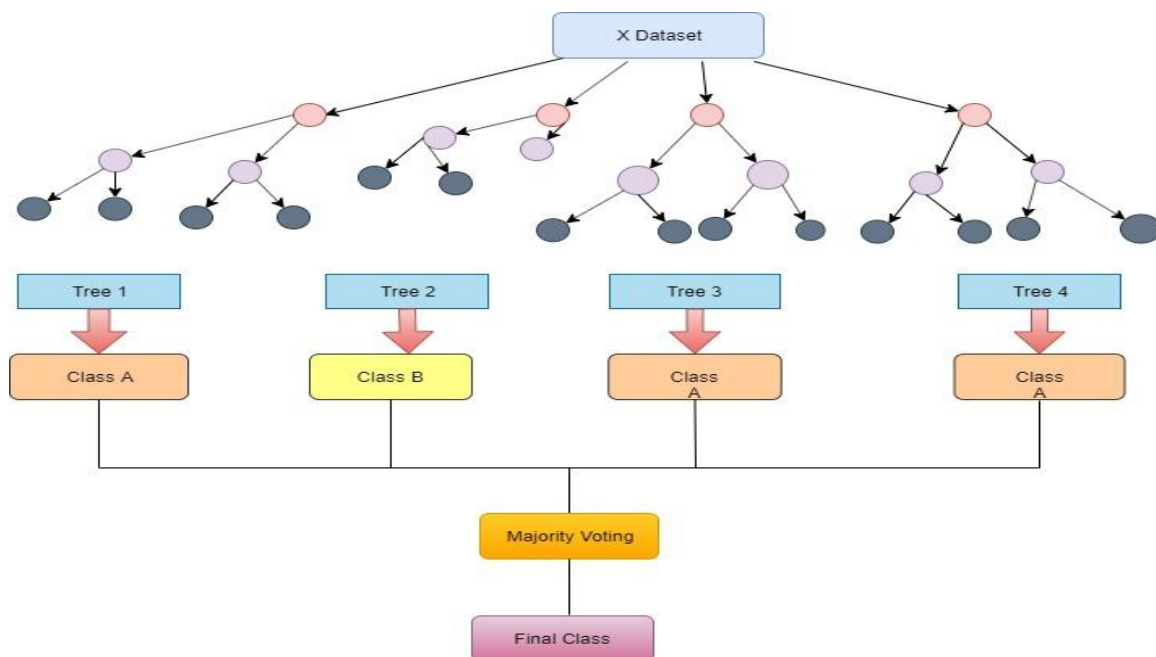 X Dataset
Tree 1
Tree 2
Tree 3
Tree 4
Class A
Class B
Class
A
Class
A
Majority Voting
Final Class